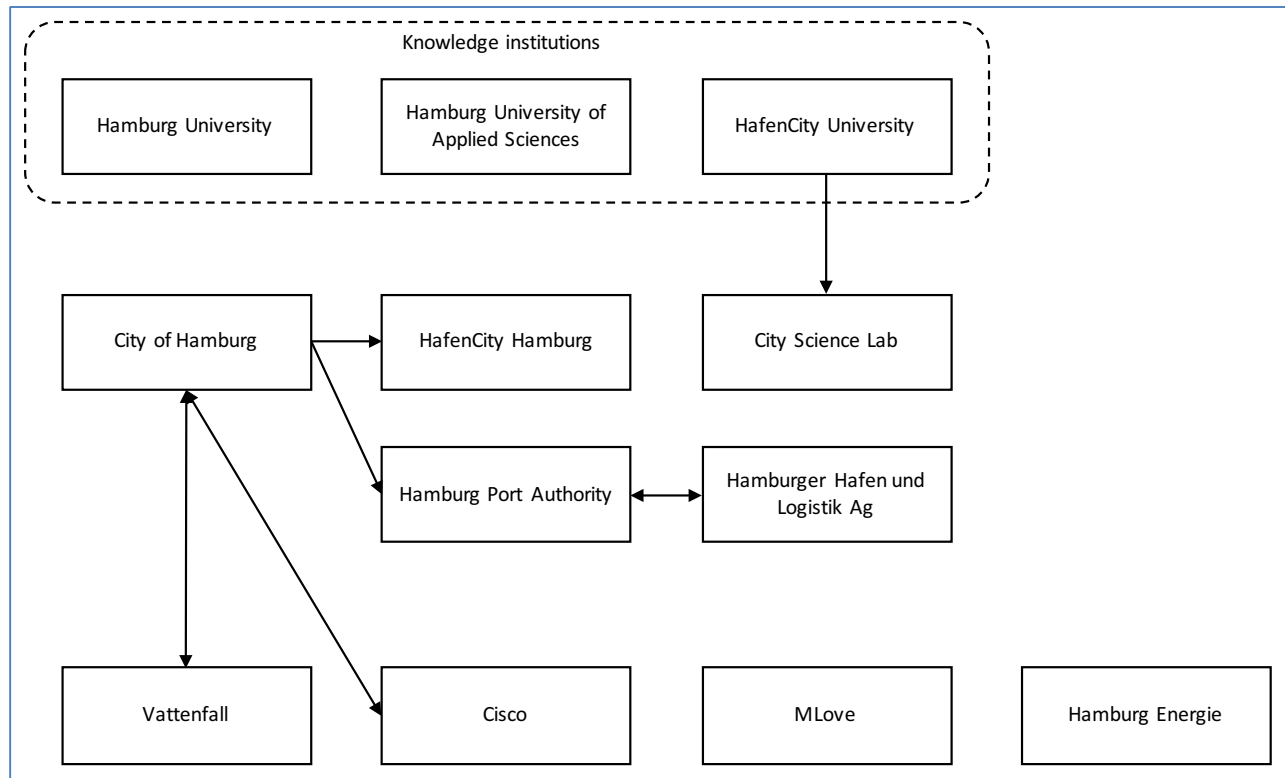 Knowledge institutions
Hamburg University
Hamburg University of
Applied Sciences
HafenCity University
City of Hamburg
HafenCity Hamburg
City Science Lab
Hamburg Port Authority
Hamburger Hafen und
Logistik Ag
Vattenfall
Cisco
MLove
Hamburg Energie